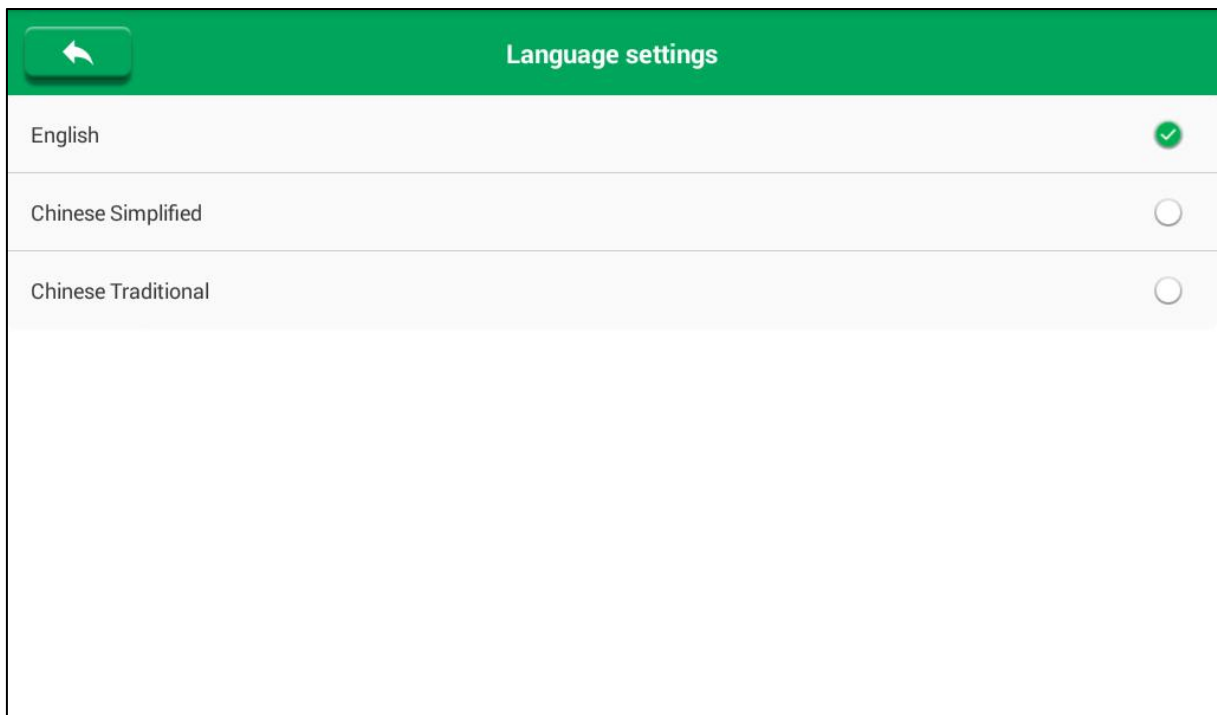 Language settings
English
Chinese Simplified
Chinese Traditional